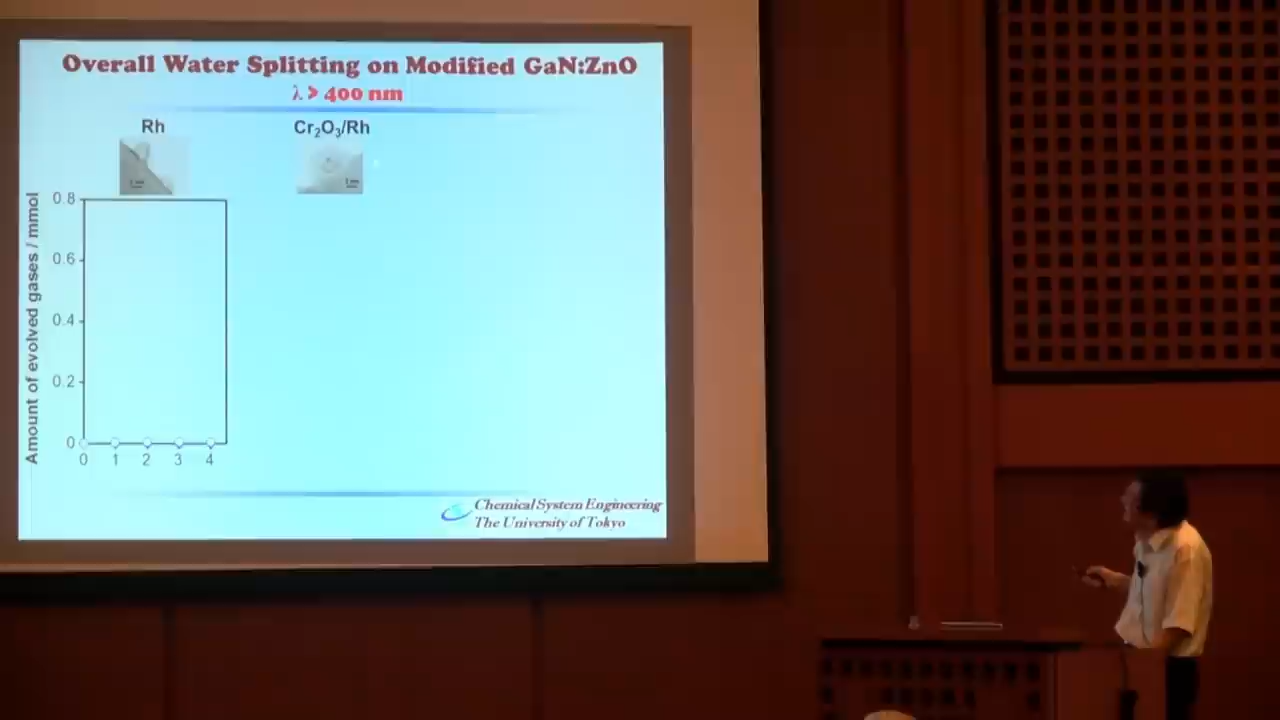 Overall Water Splitting on Modified GaN:ZnO
λ > 400 nm
Rh
Cr₂O₃/Rh
Amount of evolved gases / mmol
0.8
0.6
0.4
0.2
0
0 1 2 3 4
Chemical System Engineering
The University of Tokyo